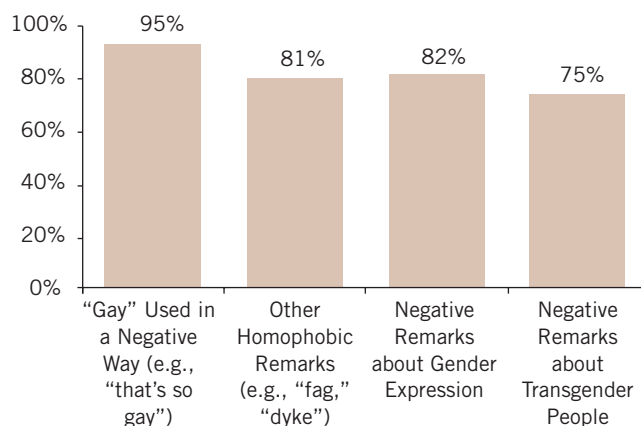 100%
80%
60%
40%
20%
0%
95%
81%
82%
75%
“Gay” Used in
a Negative
Way (e.g.,
“that’s so
gay”)
Other
Homophobic
Remarks
(e.g., “fag,”
“dyke”)
Negative
Remarks
about Gender
Expression
Negative
Remarks
about
Transgender
People